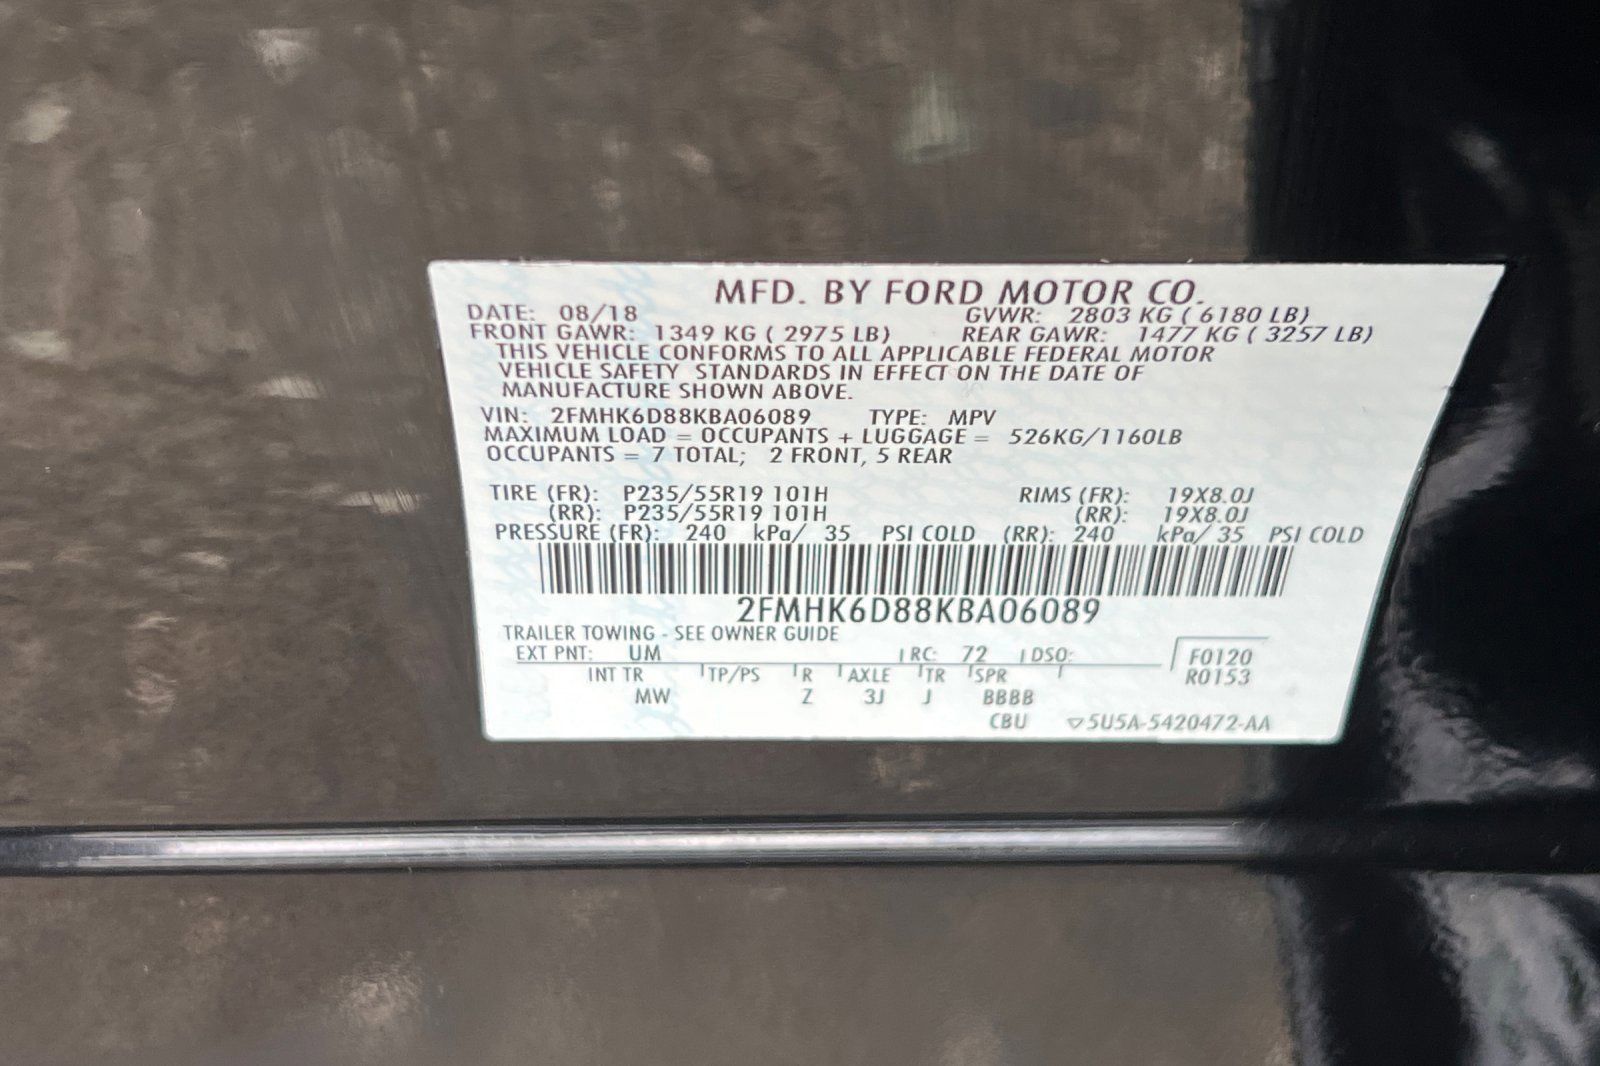 MFD. BY FORD MOTOR CO.
DATE: 08/18 GVWR: 2803 KG ( 6180 LB)
FRONT GAWR: 1349 KG ( 2975 LB) REAR GAWR: 1477 KG ( 3257 LB)
THIS VEHICLE CONFORMS TO ALL APPLICABLE FEDERAL MOTOR
VEHICLE SAFETY STANDARDS IN EFFECT ON THE DATE OF
MANUFACTURE SHOWN ABOVE.
VIN: 2FMHK6D88KBA06089 TYPE: MPV
MAXIMUM LOAD = OCCUPANTS + LUGGAGE = 526KG/1160LB
OCCUPANTS = 7 TOTAL; 2 FRONT, 5 REAR
TIRE (FR): P235/55R19 101H RIMS (FR): 19X8.0J
(RR): P235/55R19 101H (RR): 19X8.0J
PRESSURE (FR): 240 kPa/ 35 PSI COLD (RR): 240 kPa/ 35 PSI COLD
2FMHK6D88KBA06089
TRAILER TOWING - SEE OWNER GUIDE
EXT PNT: UM RC: 72 DSO: F0120
INT TR TP/PS R AXLE TR SPR R0153
MW Z 3J J BBBB
CBU ▽5U5A-5420472-AA